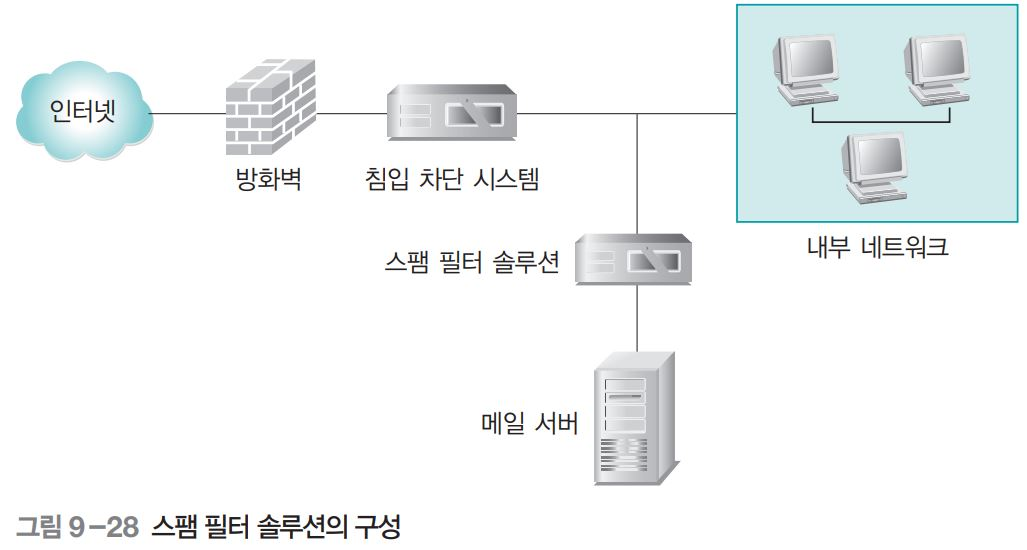 인터넷
방화벽
침입 차단 시스템
내부 네트워크
스팸 필터 솔루션
메일 서버
그림 9-28 스팸 필터 솔루션의 구성